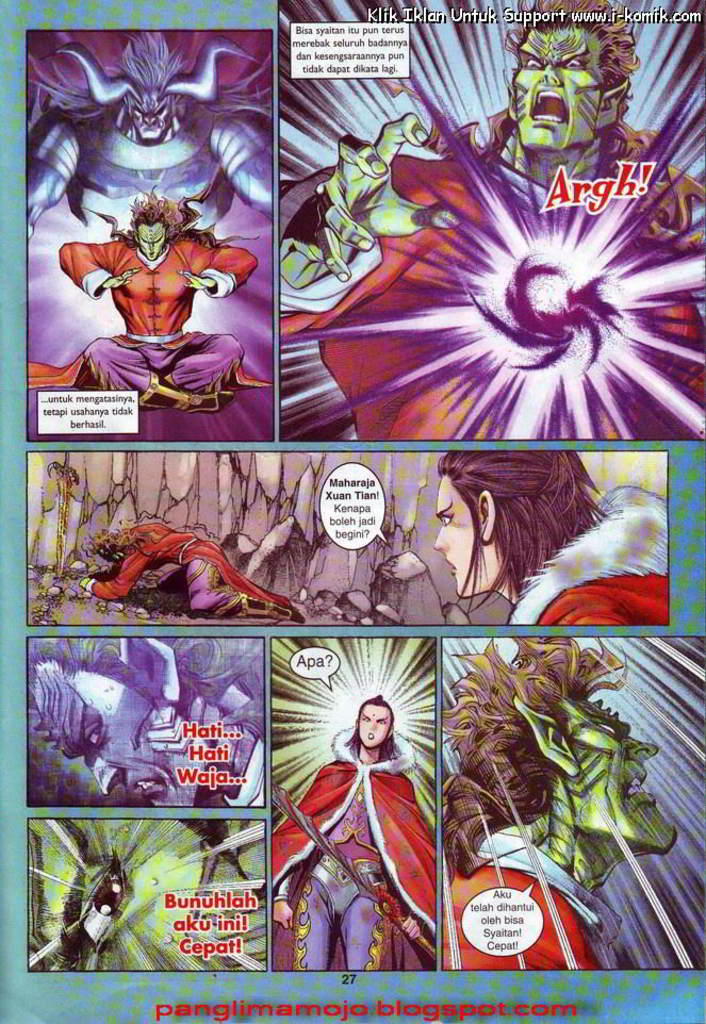 Klik Iklan Untuk Support www.i-komik.com
...untuk mengatasinya,
tetapi usahanya tidak
berhasil.
Bisa syaitan itu pun terus
merebak seluruh badannya
dan kesengsaraannya pun
tidak dapat dikata lagi.
Argh!
Maharaja
Xuan Tian!
Kenapa
boleh jadi
begini?
Hati...
Hati
Waja...
Bunuhlah
aku ini!
Cepat!
Apa?
Aku
telah dihantui
oleh bisa
Syaitan!
Cepat!
27
panglimamojo.blogspot.com